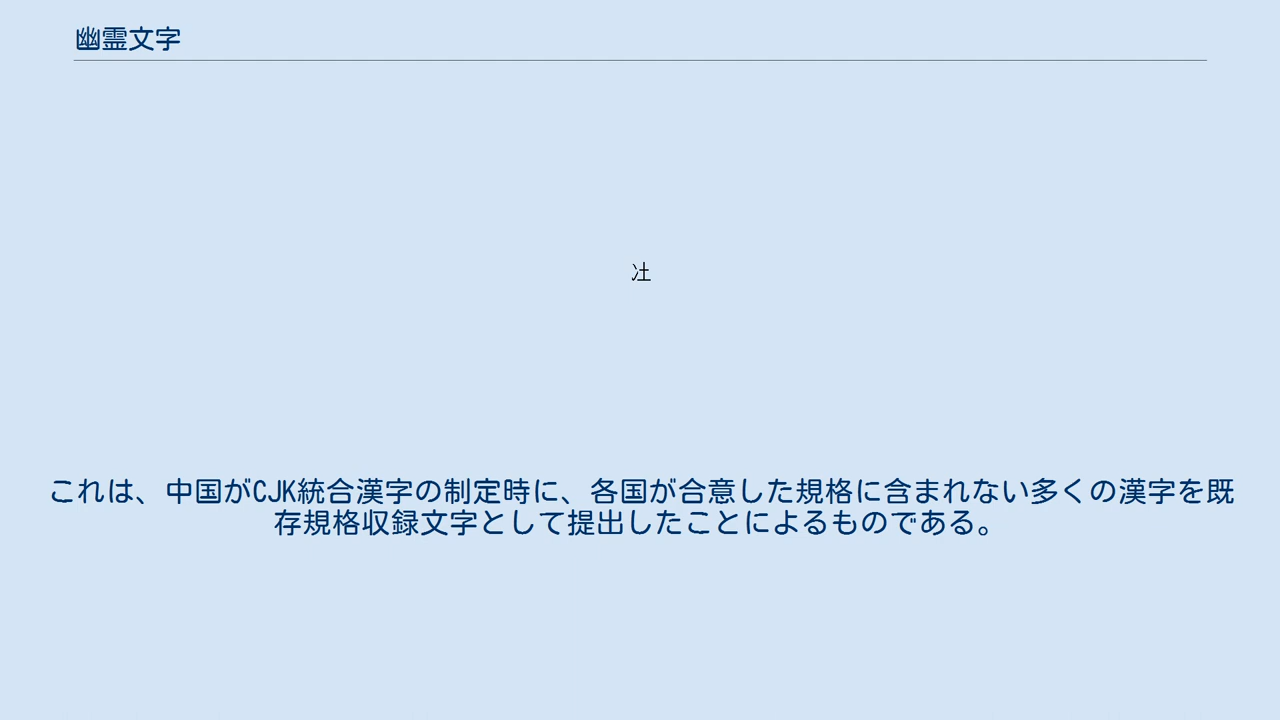 幽霊文字
これは、中国がCJK統合漢字の制定時に、各国が合意した規格に含まれない多くの漢字を既
存規格収録文字として提出したことによるものである。